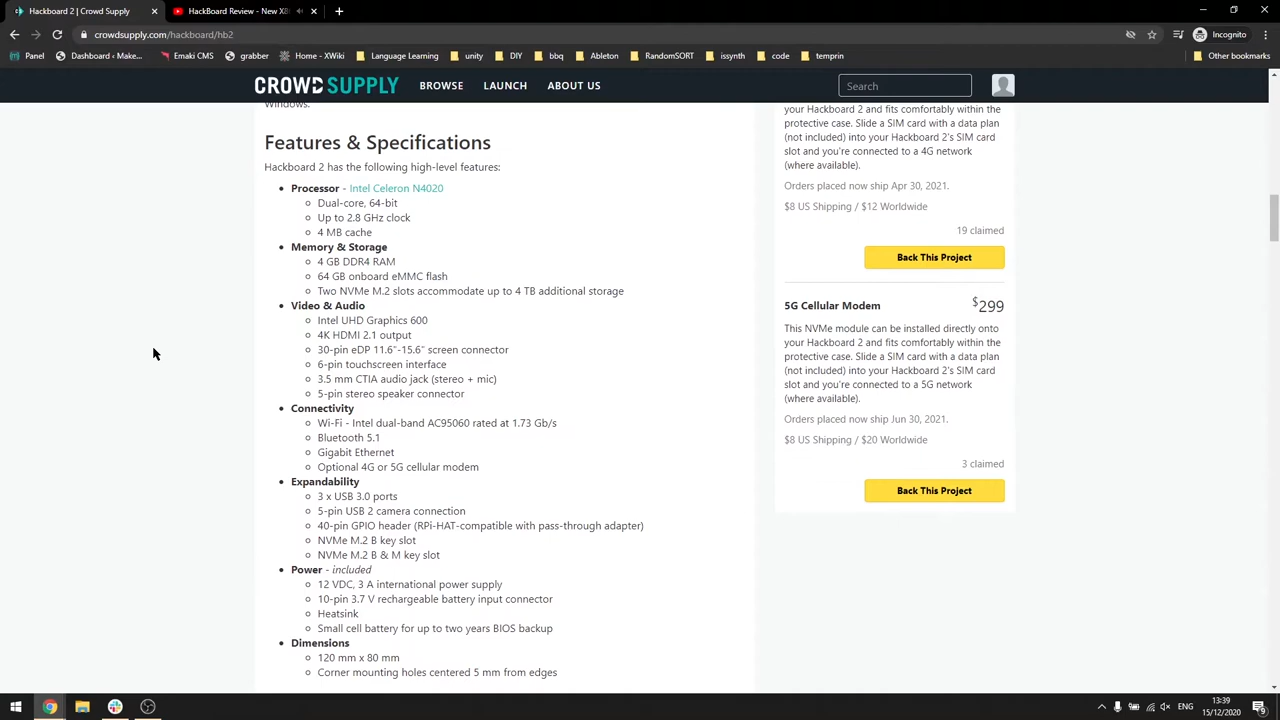 Hackboard 2 | Crowd Supply
HackBoard Review - YouTube
crowdsupply.com/hackboard/hb2
Incognito
Panel
Dashboard ‹ Make...
Emaki CMS
graber
Home - XWiki
unity
DIY
bbq
Ableton
RandomSORT
issynth
code
temprin
Other bookmarks
CROWD SUPPLY
BROWSE
LAUNCH
ABOUT US
Search
Windows.
Features & Specifications
Hackboard 2 has the following high-level features:
• Processor - Intel Celeron N4020
Dual-core, 64-bit
Up to 2.8 GHz clock
4 MB cache
• Memory & Storage
4 GB DDR4 RAM
64 GB onboard eMMC flash
Two NVMe M.2 slots accommodate up to 4 TB additional storage
• Video & Audio
Intel UHD Graphics 600
4K HDMI 2.1 output
30-pin eDP 11.6″-15.6″ screen connector
6-pin touchscreen interface
3.5 mm CTIA audio jack (stereo + mic)
5-pin stereo speaker connector
• Connectivity
Wi-Fi - Intel dual-band AC95060 rated at 1.73 Gb/s
Bluetooth 5.1
Gigabit Ethernet
Optional 4G or 5G cellular modem
• Expandability
3 x USB 3.0 ports
5-pin USB 2 camera connection
40-pin GPIO header (RPi-HAT-compatible with pass-through adapter)
NVMe M.2 B key slot
NVMe M.2 B & M key slot
• Power - included
12 VDC, 3 A international power supply
10-pin 3.7 V rechargeable battery input connector
Heatsink
Small cell battery for up to two years BIOS backup
• Dimensions
120 mm x 80 mm
Corner mounting holes centered 5 mm from edges
your Hackboard 2 and fits comfortably within the
protective case. Slide a SIM card with a data plan
(not included) into your Hackboard 2's SIM card
slot and you're connected to a 4G network
(where available).
Orders placed now ship Apr 30, 2021.
$8 US Shipping / $12 Worldwide
19 claimed
Back This Project
5G Cellular Modem
$299
This NVMe module can be installed directly onto
your Hackboard 2 and fits comfortably within the
protective case. Slide a SIM card with a data plan
(not included) into your Hackboard 2's SIM card
slot and you're connected to a 5G network
(where available).
Orders placed now ship Jun 30, 2021.
$8 US Shipping / $20 Worldwide
3 claimed
Back This Project
ENG
13:39
15/12/2020